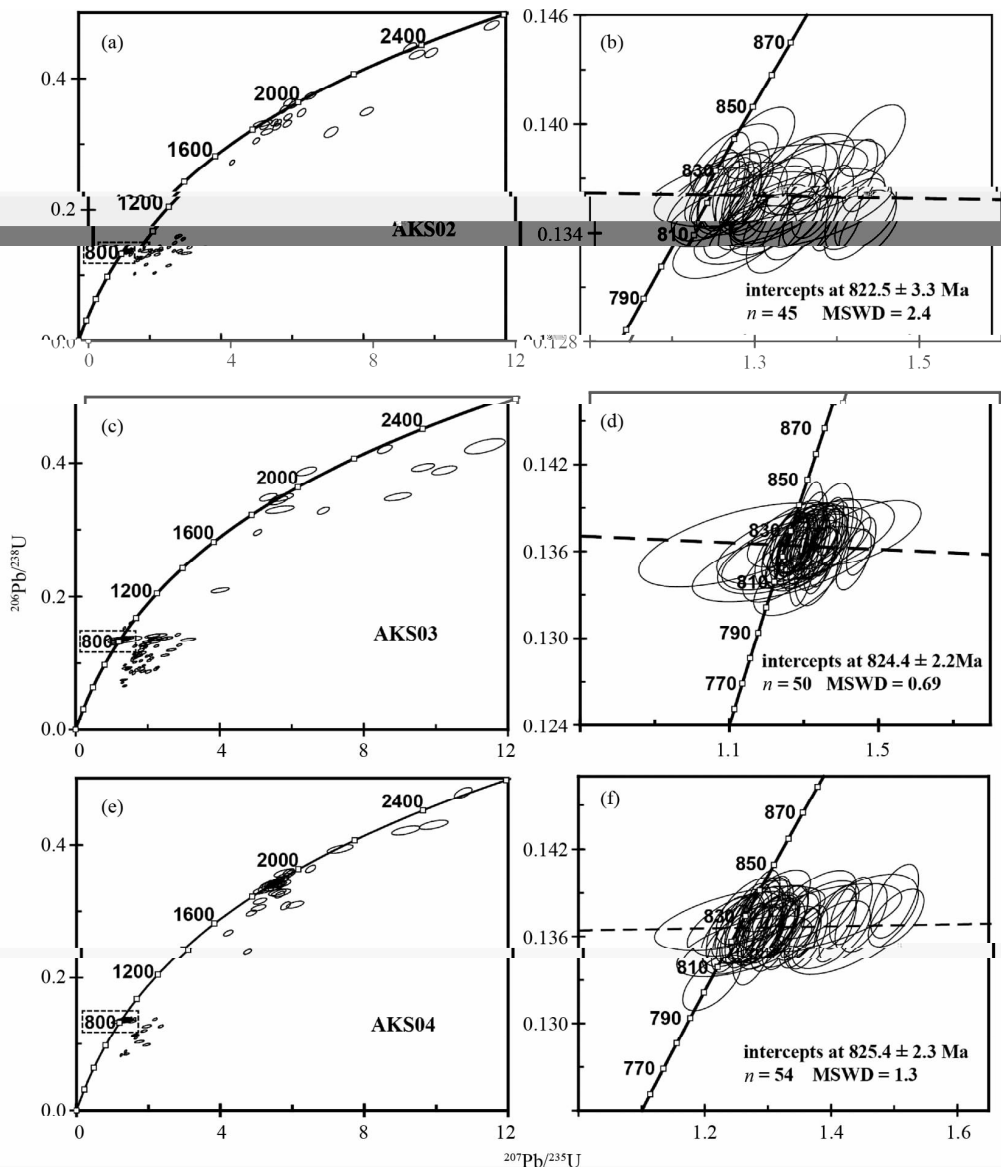 (a)
2400
2000
1600
1200
800
AKS02
0.4
0.2
0.0
0 4 8 12
(b)
0.146
0.140
0.134
0.128
870
850
830
810
790
intercepts at 822.5 ± 3.3 Ma
n = 45 MSWD = 2.4
1.3 1.5
(c)
2400
2000
1600
1200
800
AKS03
0.4
0.2
0.0
0 4 8 12
²⁰⁶Pb/²³⁸U
(d)
0.142
0.136
0.130
0.124
870
850
830
810
790
770
intercepts at 824.4 ± 2.2Ma
n = 50 MSWD = 0.69
1.1 1.5
(e)
2400
2000
1600
1200
800
AKS04
0.4
0.2
0.0
0 4 8 12
(f)
0.142
0.136
0.130
870
850
830
810
790
770
intercepts at 825.4 ± 2.3 Ma
n = 54 MSWD = 1.3
1.2 1.4 1.6
²⁰⁷Pb/²³⁵U